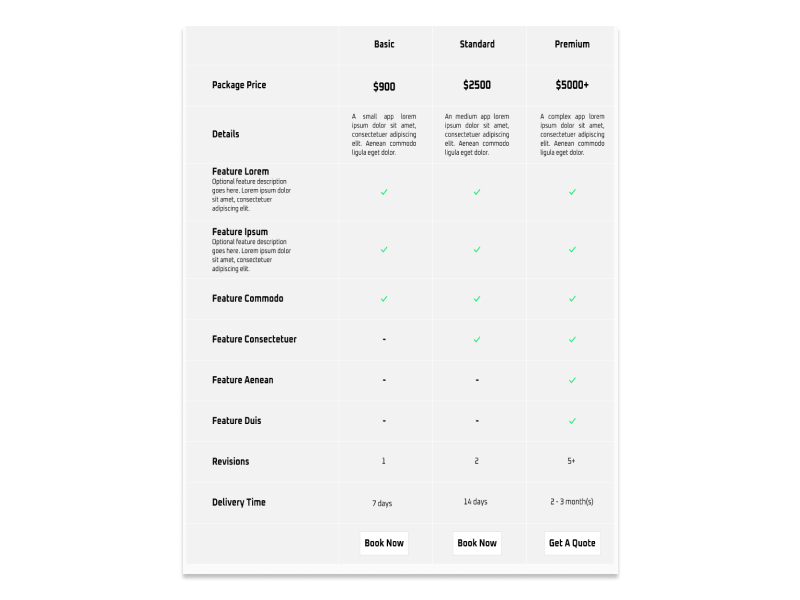 Basic Standard Premium
Package Price $900 $2500 $5000+
Details
A small app lorem
ipsum dolor sit amet,
consectetuer adipiscing
elit. Aenean commodo
ligula eget dolor.
An medium app lorem
ipsum dolor sit amet,
consectetuer adipiscing
elit. Aenean commodo
ligula eget dolor.
A complex app lorem
ipsum dolor sit amet,
consectetuer adipiscing
elit. Aenean commodo
ligula eget dolor.
Feature Lorem
Optional feature description
goes here. Lorem ipsum dolor
sit amet, consectetuer
adipiscing elit.
✓ ✓ ✓
Feature Ipsum
Optional feature description
goes here. Lorem ipsum dolor
sit amet, consectetuer
adipiscing elit.
✓ ✓ ✓
Feature Commodo ✓ ✓ ✓
Feature Consectetuer - ✓ ✓
Feature Aenean - - ✓
Feature Duis - - ✓
Revisions 1 2 5+
Delivery Time 7 days 14 days 2 - 3 month(s)
Book Now Book Now Get A Quote